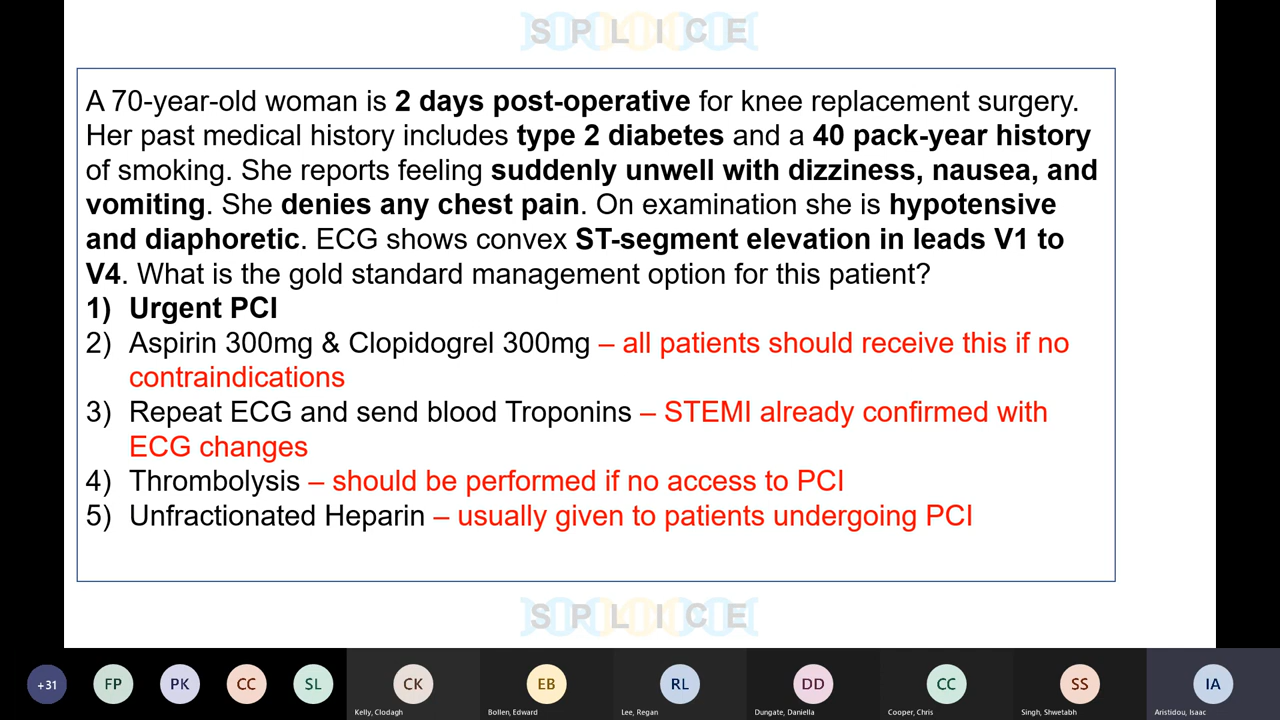 S P L I C E
A 70-year-old woman is 2 days post-operative for knee replacement surgery.
Her past medical history includes type 2 diabetes and a 40 pack-year history
of smoking. She reports feeling suddenly unwell with dizziness, nausea, and
vomiting. She denies any chest pain. On examination she is hypotensive
and diaphoretic. ECG shows convex ST-segment elevation in leads V1 to
V4. What is the gold standard management option for this patient?
1) Urgent PCI
2) Aspirin 300mg & Clopidogrel 300mg – all patients should receive this if no
contraindications
3) Repeat ECG and send blood Troponins – STEMI already confirmed with
ECG changes
4) Thrombolysis – should be performed if no access to PCI
5) Unfractionated Heparin – usually given to patients undergoing PCI
S P L I C E
+31 FP PK CC SL CK EB RL DD CC SS IA
Kelly, Clodagh Bollen, Edward Lee, Regan Dungate, Daniella Cooper, Chris Singh, Shwetabh Aristidou, Isaac